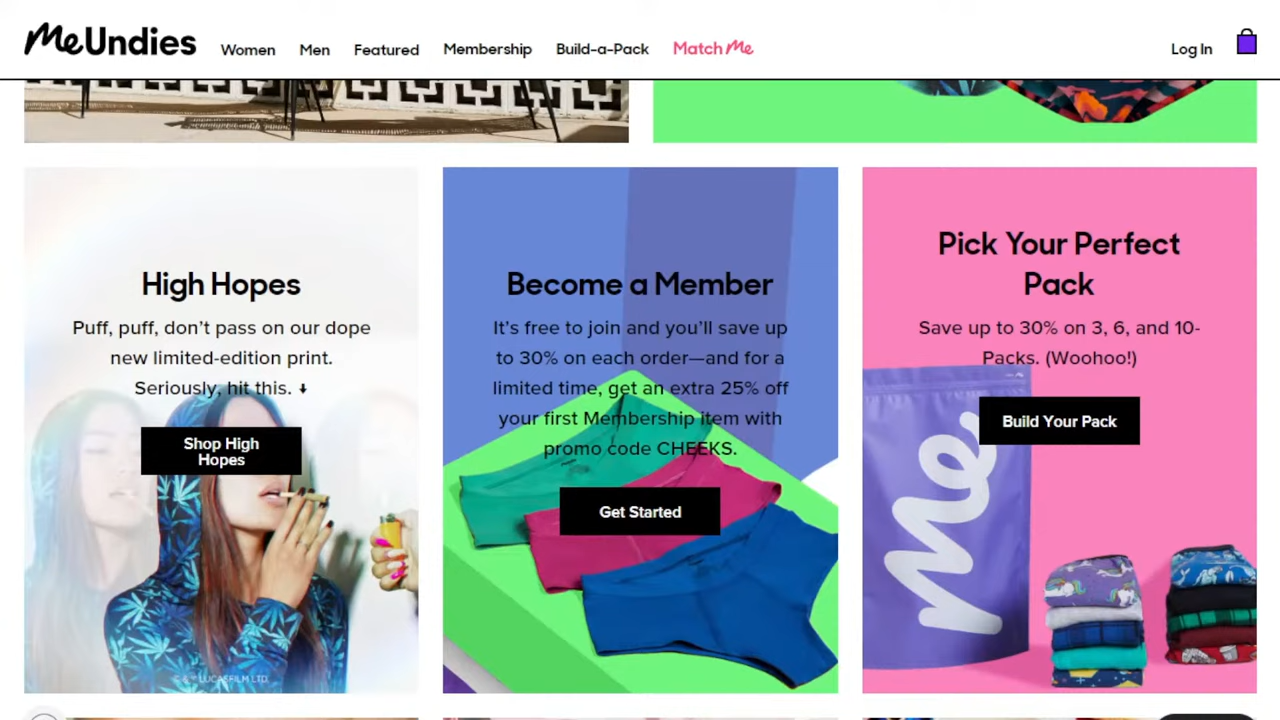 MeUndies Women Men Featured Membership Build-a-Pack Match Me Log In
High Hopes
Puff, puff, don’t pass on our dope
new limited-edition print.
Seriously, hit this. ↓
Shop High
Hopes
© & ™ LUCASFILM LTD.
Become a Member
It’s free to join and you’ll save up
to 30% on each order—and for a
limited time, get an extra 25% off
your first Membership item with
promo code CHEEKS.
Get Started
Pick Your Perfect
Pack
Save up to 30% on 3, 6, and 10-
Packs. (Woohoo!)
Build Your Pack
Me